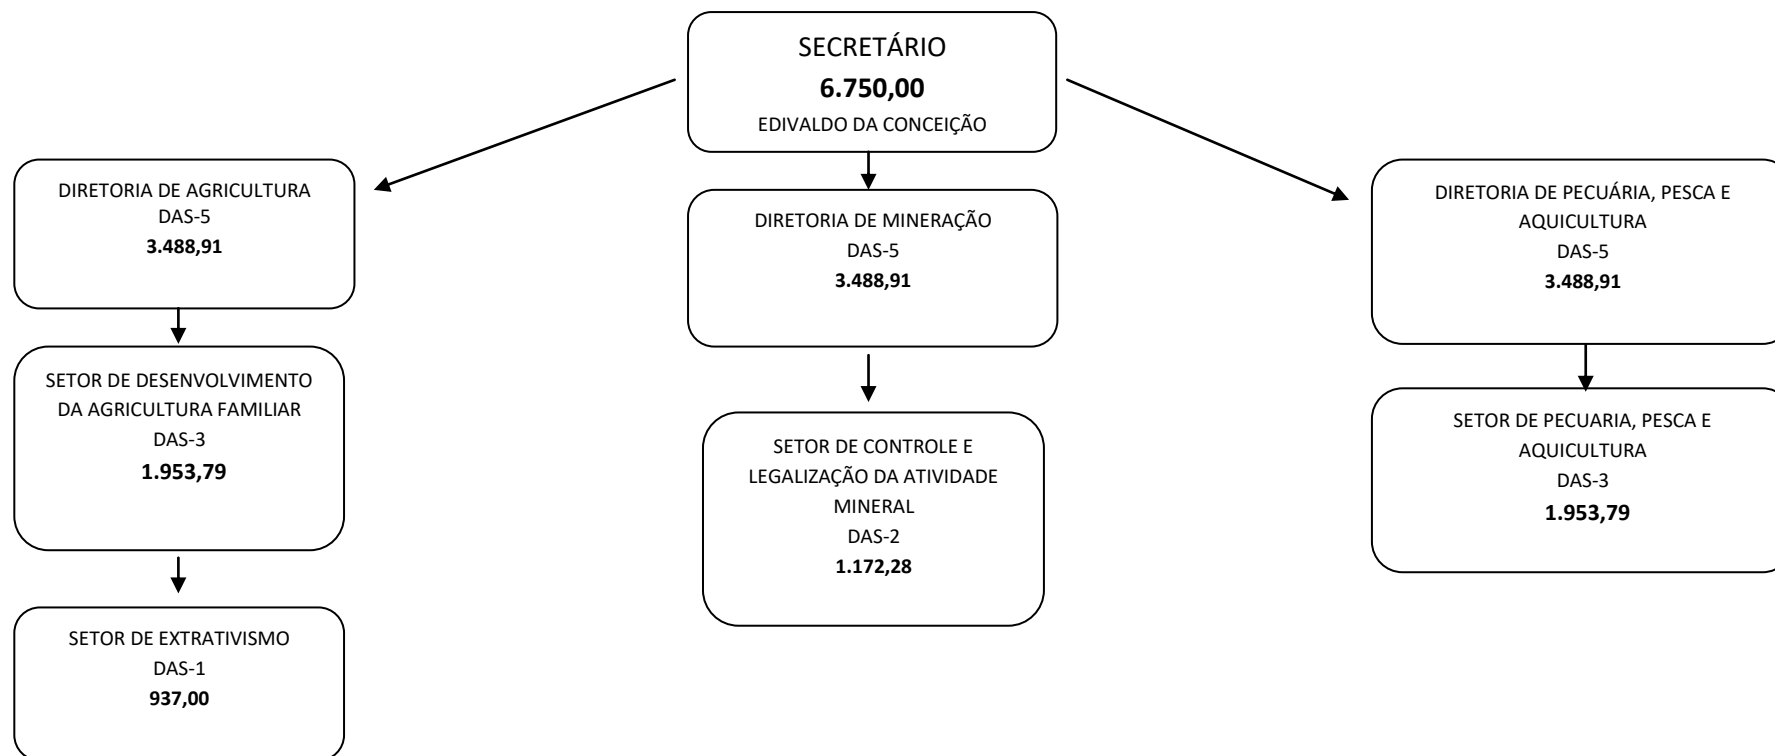 SECRETÁRIO
6.750,00
EDIVALDO DA CONCEIÇÃO
DIRETORIA DE AGRICULTURA
DAS-5
3.488,91
DIRETORIA DE MINERAÇÃO
DAS-5
3.488,91
DIRETORIA DE PECUÁRIA, PESCA E
AQUICULTURA
DAS-5
3.488,91
SETOR DE DESENVOLVIMENTO
DA AGRICULTURA FAMILIAR
DAS-3
1.953,79
SETOR DE CONTROLE E
LEGALIZAÇÃO DA ATIVIDADE
MINERAL
DAS-2
1.172,28
SETOR DE PECUARIA, PESCA E
AQUICULTURA
DAS-3
1.953,79
SETOR DE EXTRATIVISMO
DAS-1
937,00